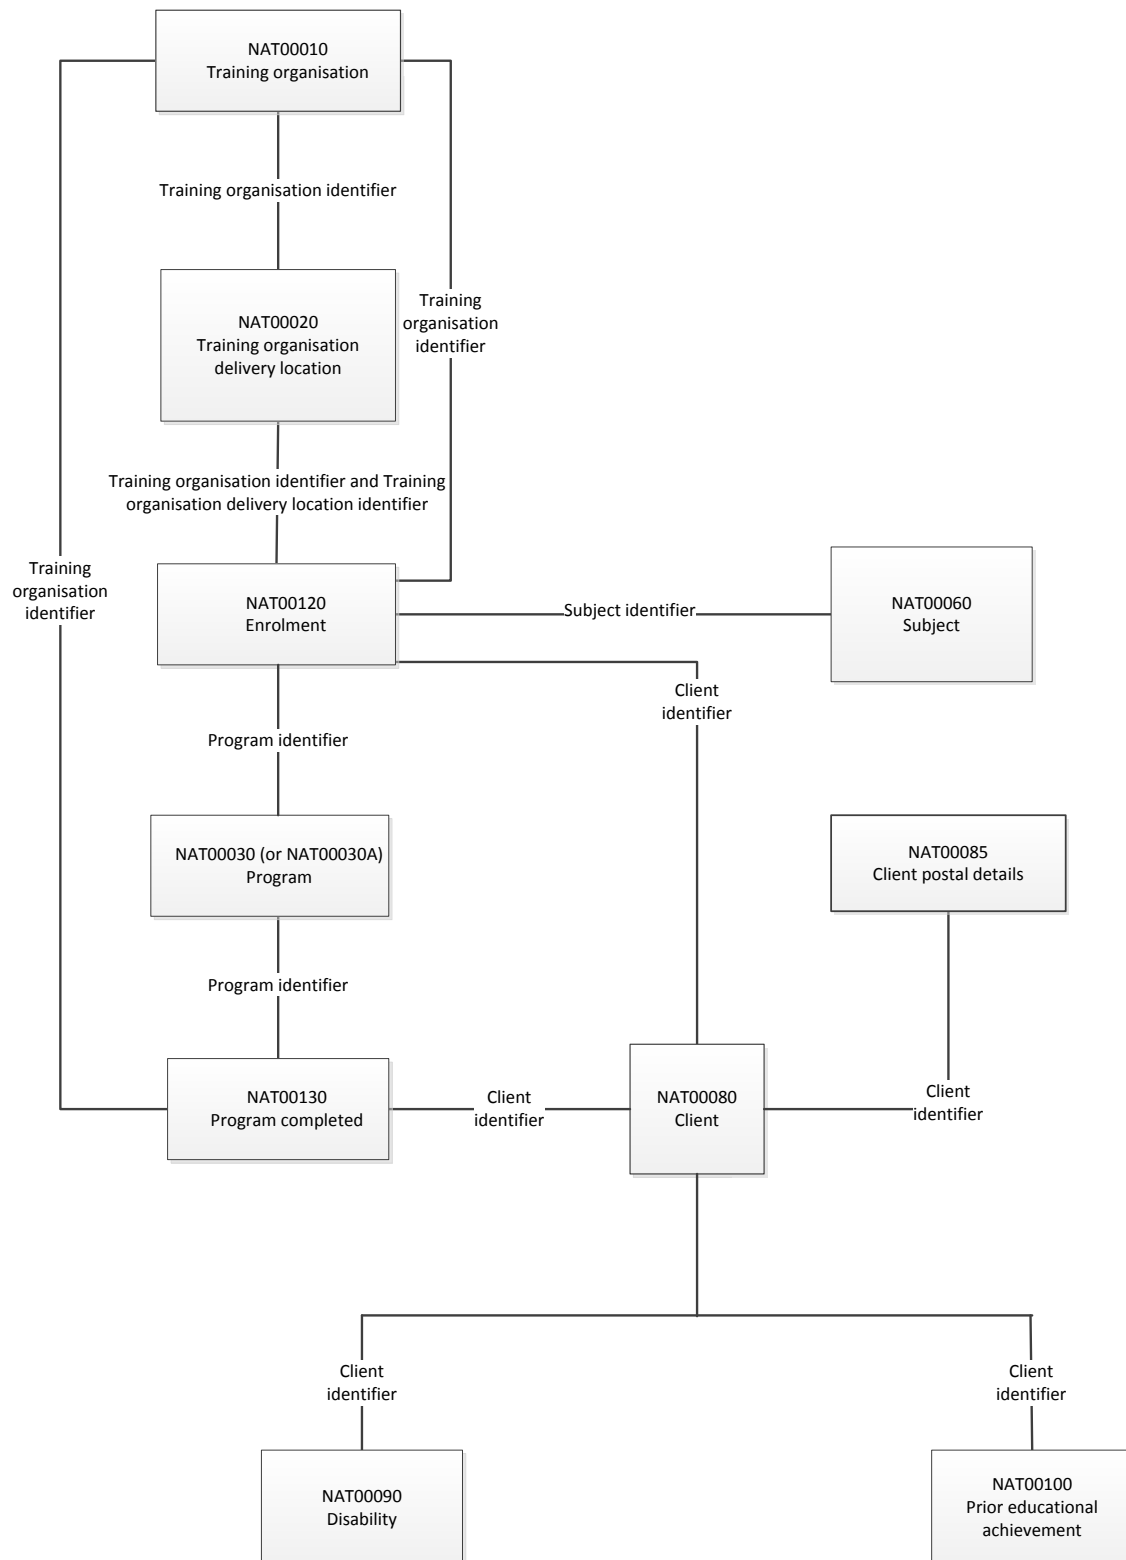 NAT00010
Training organisation
Training organisation identifier
NAT00020
Training organisation
delivery location
Training
organisation
identifier
Training organisation identifier and Training
organisation delivery location identifier
Training
organisation
identifier
NAT00120
Enrolment
Subject identifier
NAT00060
Subject
Client
identifier
Program identifier
NAT00030 (or NAT00030A)
Program
NAT00085
Client postal details
Program identifier
NAT00130
Program completed
Client
identifier
NAT00080
Client
Client
identifier
Client
identifier
Client
identifier
NAT00090
Disability
NAT00100
Prior educational
achievement